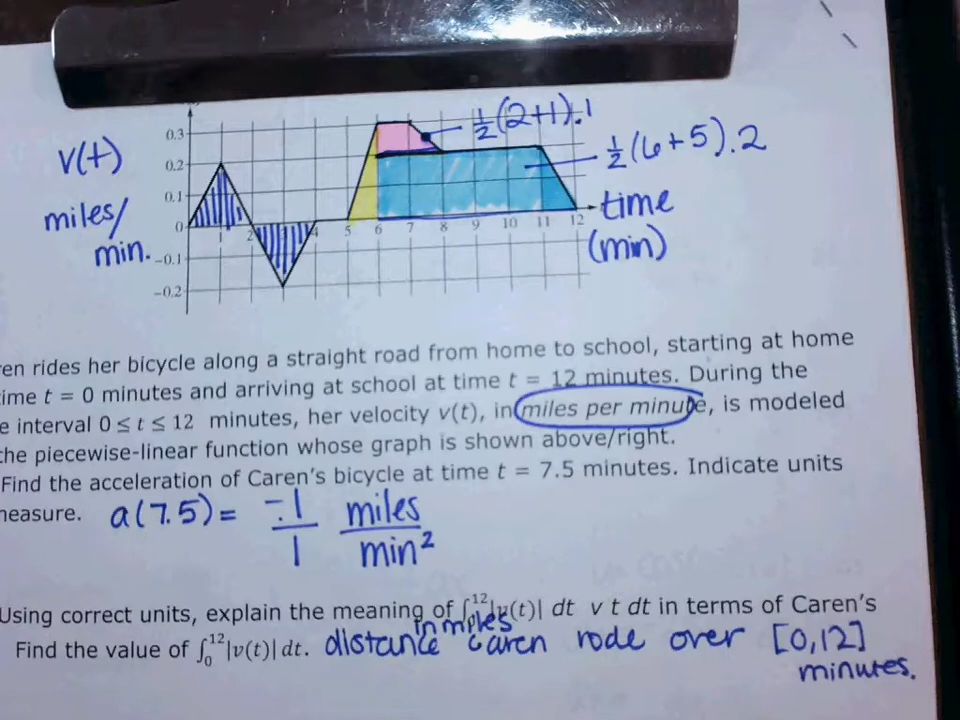 ½(2+1).1
0.3
v(t)
0.2
½(6+5).2
miles/
0.1
time
0
1 2 4 5 6 7 8 9 10 11 12
min.
-0.1
(min)
-0.2
ren rides her bicycle along a straight road from home to school, starting at home
ime t = 0 minutes and arriving at school at time t = 12 minutes. During the
e interval 0 ≤ t ≤ 12 minutes, her velocity v(t), in miles per minute, is modeled
the piecewise-linear function whose graph is shown above/right.
Find the acceleration of Caren's bicycle at time t = 7.5 minutes. Indicate units
measure. a(7.5) = -.1/1 miles/min²
Using correct units, explain the meaning of ∫₀¹²|v(t)| dt v t dt in terms of Caren's
in miles
Find the value of ∫₀¹²|v(t)| dt. distance Caren rode over [0,12]
minutes.